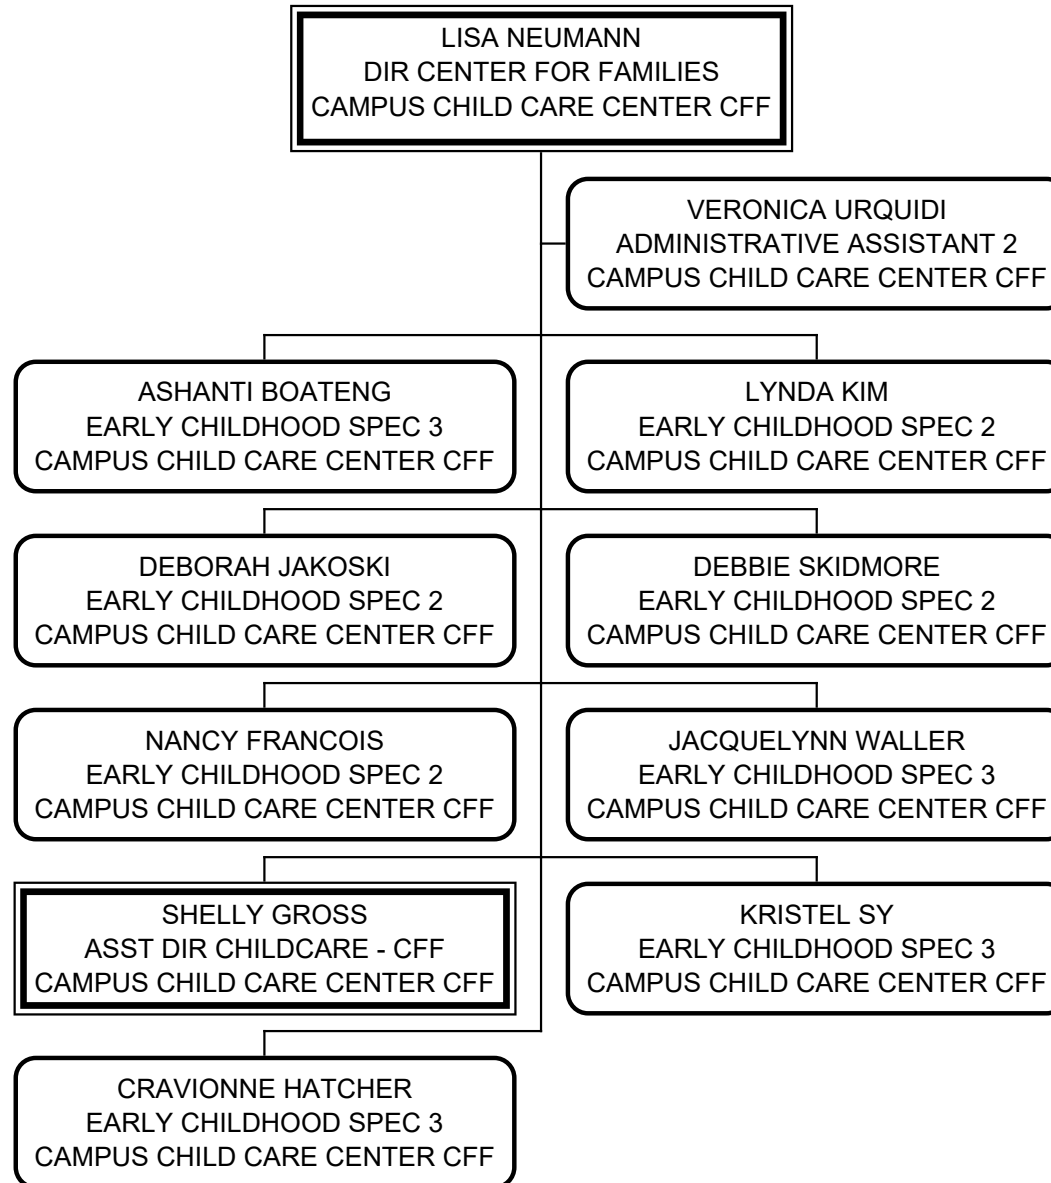 LISA NEUMANN
DIR CENTER FOR FAMILIES
CAMPUS CHILD CARE CENTER CFF
VERONICA URQUIDI
ADMINISTRATIVE ASSISTANT 2
CAMPUS CHILD CARE CENTER CFF
ASHANTI BOATENG
EARLY CHILDHOOD SPEC 3
CAMPUS CHILD CARE CENTER CFF
LYNDA KIM
EARLY CHILDHOOD SPEC 2
CAMPUS CHILD CARE CENTER CFF
DEBORAH JAKOSKI
EARLY CHILDHOOD SPEC 2
CAMPUS CHILD CARE CENTER CFF
DEBBIE SKIDMORE
EARLY CHILDHOOD SPEC 2
CAMPUS CHILD CARE CENTER CFF
NANCY FRANCOIS
EARLY CHILDHOOD SPEC 2
CAMPUS CHILD CARE CENTER CFF
JACQUELYNN WALLER
EARLY CHILDHOOD SPEC 3
CAMPUS CHILD CARE CENTER CFF
SHELLY GROSS
ASST DIR CHILDCARE - CFF
CAMPUS CHILD CARE CENTER CFF
KRISTEL SY
EARLY CHILDHOOD SPEC 3
CAMPUS CHILD CARE CENTER CFF
CRAVIONNE HATCHER
EARLY CHILDHOOD SPEC 3
CAMPUS CHILD CARE CENTER CFF